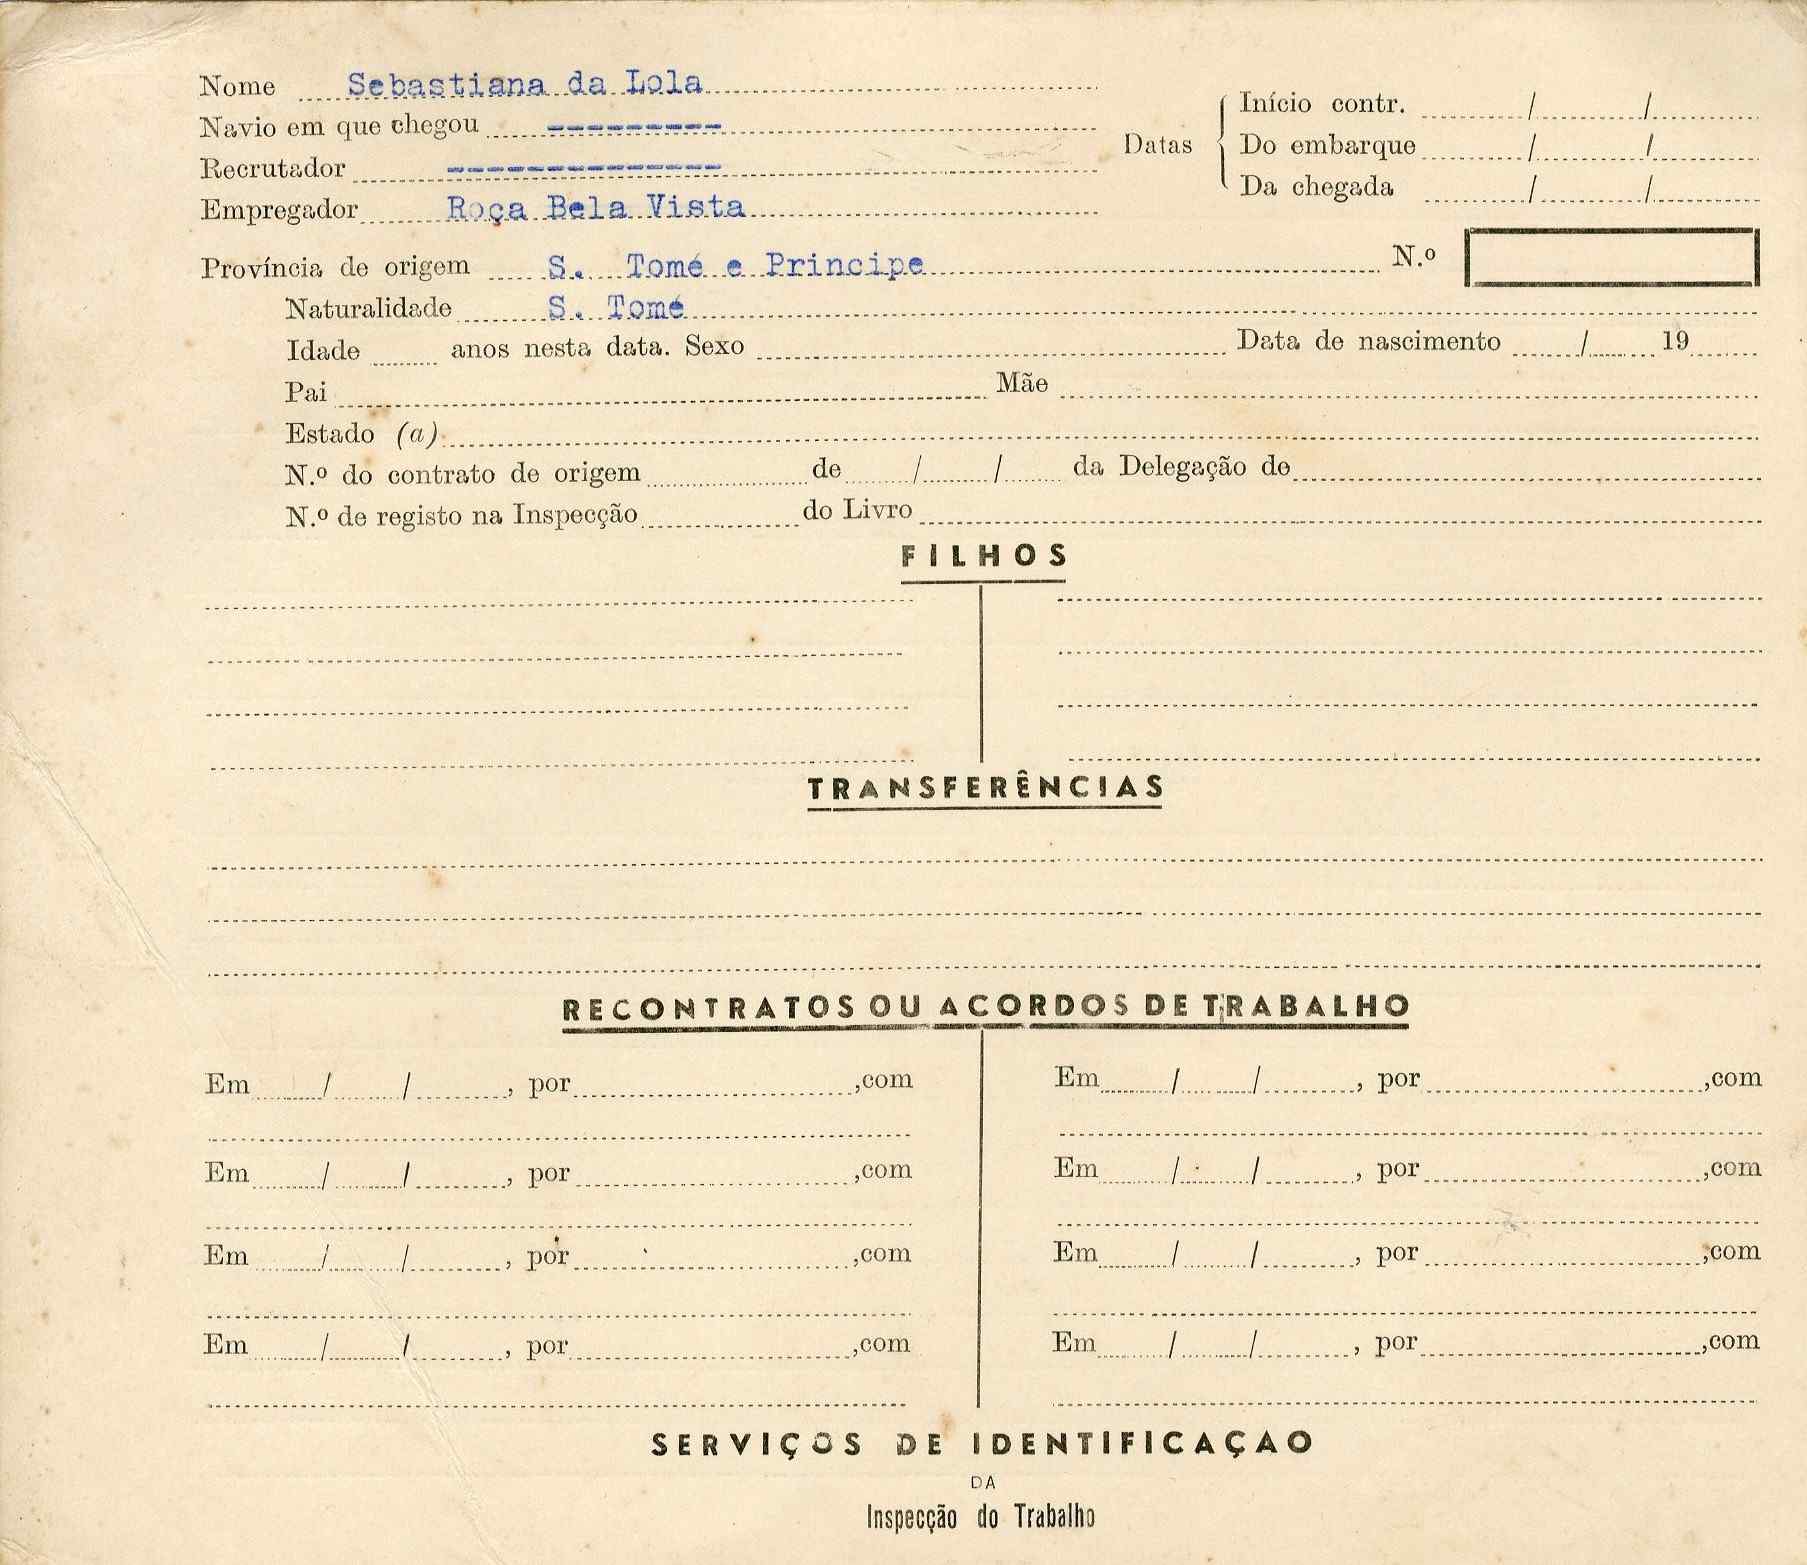 Nome Sebastiana da Lola
Navio em que chegou ---------
Recrutador --------------
Empregador Roça Bela Vista
Datas
Início contr. / /
Do embarque / /
Da chegada / /
Província de origem S. Tomé e Principe N.º
Naturalidade S. Tomé
Idade anos nesta data. Sexo Data de nascimento / 19
Pai Mãe
Estado (a)
N.º do contrato de origem de / / da Delegação de
N.º de registo na Inspecção do Livro
FILHOS
TRANSFERÊNCIAS
RECONTRATOS OU ACORDOS DE TRABALHO
Em / / , por ,com
Em / / , por ,com
Em / / , por ,com
Em / / , por ,com
Em / / , por ,com
Em / / , por ,com
Em / / , por ,com
Em / / , por ,com
SERVIÇOS DE IDENTIFICAÇAO
DA
Inspecção do Trabalho